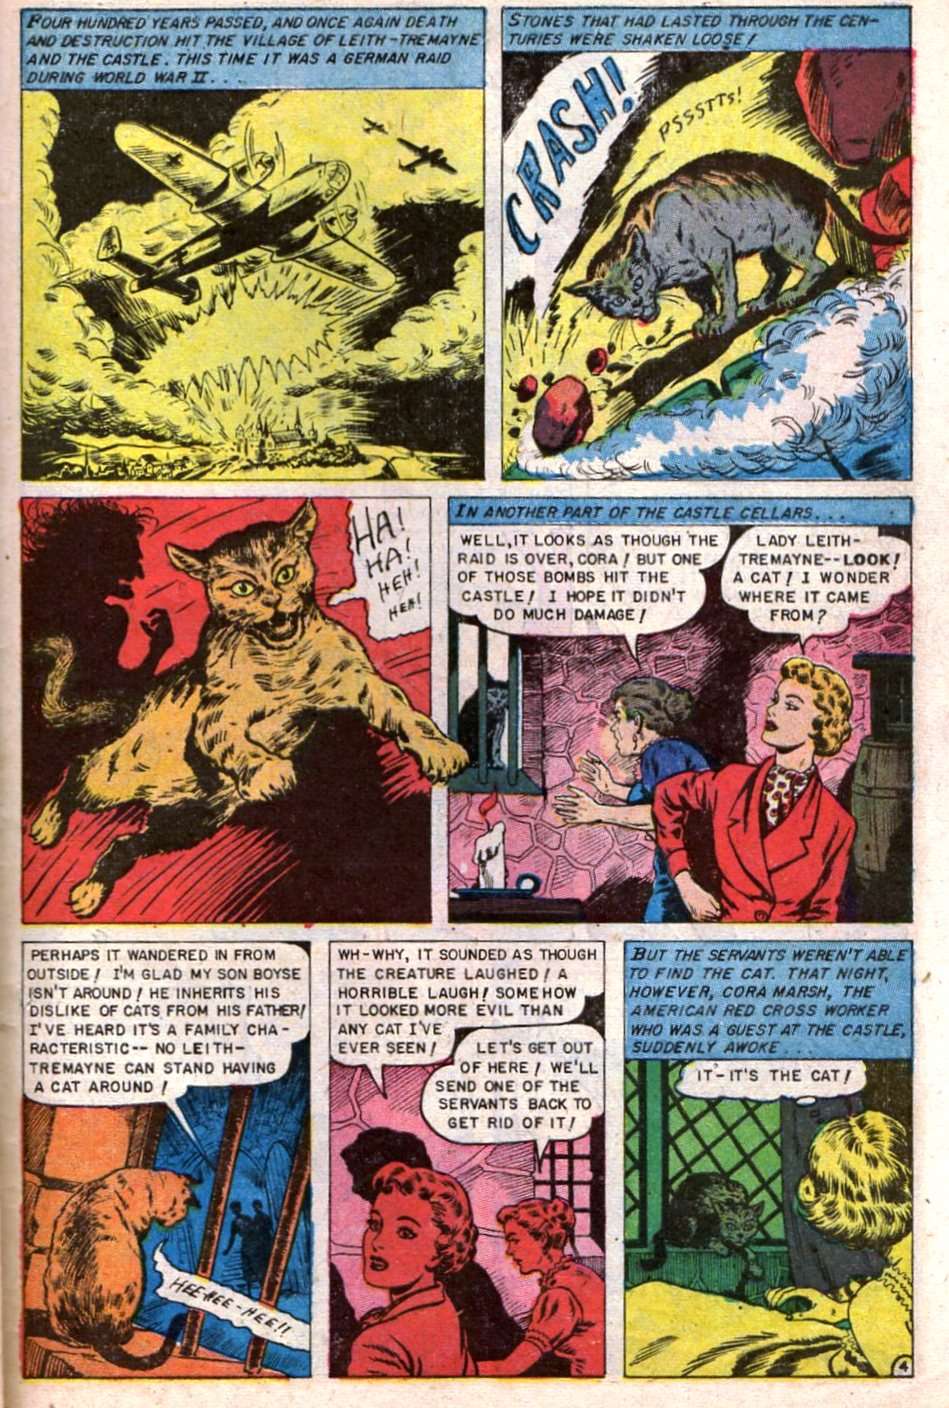 FOUR HUNDRED YEARS PASSED, AND ONCE AGAIN DEATH
AND DESTRUCTION HIT THE VILLAGE OF LEITH-TREMAYNE
AND THE CASTLE. THIS TIME IT WAS A GERMAN RAID
DURING WORLD WAR II...
STONES THAT HAD LASTED THROUGH THE CEN-
TURIES WERE SHAKEN LOOSE!
CRASH!
PSSSTTS!
HA!
HA!
HEH!
HEH!
IN ANOTHER PART OF THE CASTLE CELLARS...
WELL, IT LOOKS AS THOUGH THE
RAID IS OVER, CORA! BUT ONE
OF THOSE BOMBS HIT THE
CASTLE! I HOPE IT DIDN'T
DO MUCH DAMAGE!
LADY LEITH-
TREMAYNE--LOOK!
A CAT! I WONDER
WHERE IT CAME
FROM?
PERHAPS IT WANDERED IN FROM
OUTSIDE! I'M GLAD MY SON BOYSE
ISN'T AROUND! HE INHERITS HIS
DISLIKE OF CATS FROM HIS FATHER!
I'VE HEARD IT'S A FAMILY CHA-
RACTERISTIC--NO LEITH-
TREMAYNE CAN STAND HAVING
A CAT AROUND!
HEE-HEE-HEE!!
WH-WHY, IT SOUNDED AS THOUGH
THE CREATURE LAUGHED! A
HORRIBLE LAUGH! SOMEHOW
IT LOOKED MORE EVIL THAN
ANY CAT I'VE
EVER SEEN!
LET'S GET OUT
OF HERE! WE'LL
SEND ONE OF THE
SERVANTS BACK TO
GET RID OF IT!
BUT THE SERVANTS WEREN'T ABLE
TO FIND THE CAT. THAT NIGHT,
HOWEVER, CORA MARSH, THE
AMERICAN RED CROSS WORKER
WHO WAS A GUEST AT THE CASTLE,
SUDDENLY AWOKE...
IT-IT'S THE CAT!
4